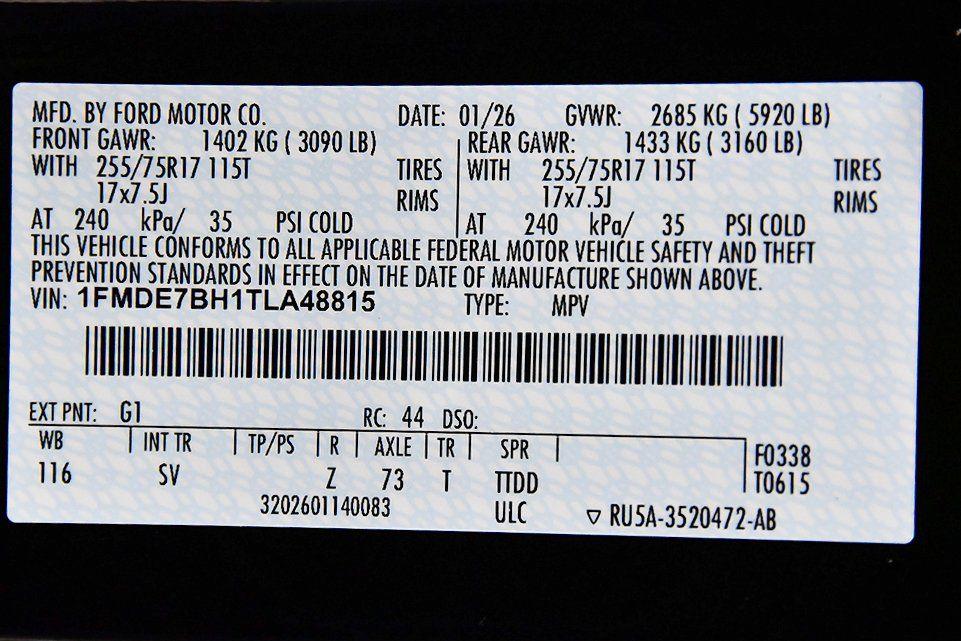 MFD. BY FORD MOTOR CO. DATE: 01/26 GVWR: 2685 KG ( 5920 LB)
FRONT GAWR: 1402 KG ( 3090 LB) REAR GAWR: 1433 KG ( 3160 LB)
WITH 255/75R17 115T TIRES WITH 255/75R17 115T TIRES
17x7.5J RIMS 17x7.5J RIMS
AT 240 kPa/ 35 PSI COLD AT 240 kPa/ 35 PSI COLD
THIS VEHICLE CONFORMS TO ALL APPLICABLE FEDERAL MOTOR VEHICLE SAFETY AND THEFT
PREVENTION STANDARDS IN EFFECT ON THE DATE OF MANUFACTURE SHOWN ABOVE.
VIN: 1FMDE7BH1TLA48815 TYPE: MPV
EXT PNT: G1 RC: 44 DSO:
WB INT TR TP/PS R AXLE TR SPR F0338
116 SV Z 73 T TTDD T0615
3202601140083 ULC ▽ RU5A-3520472-AB